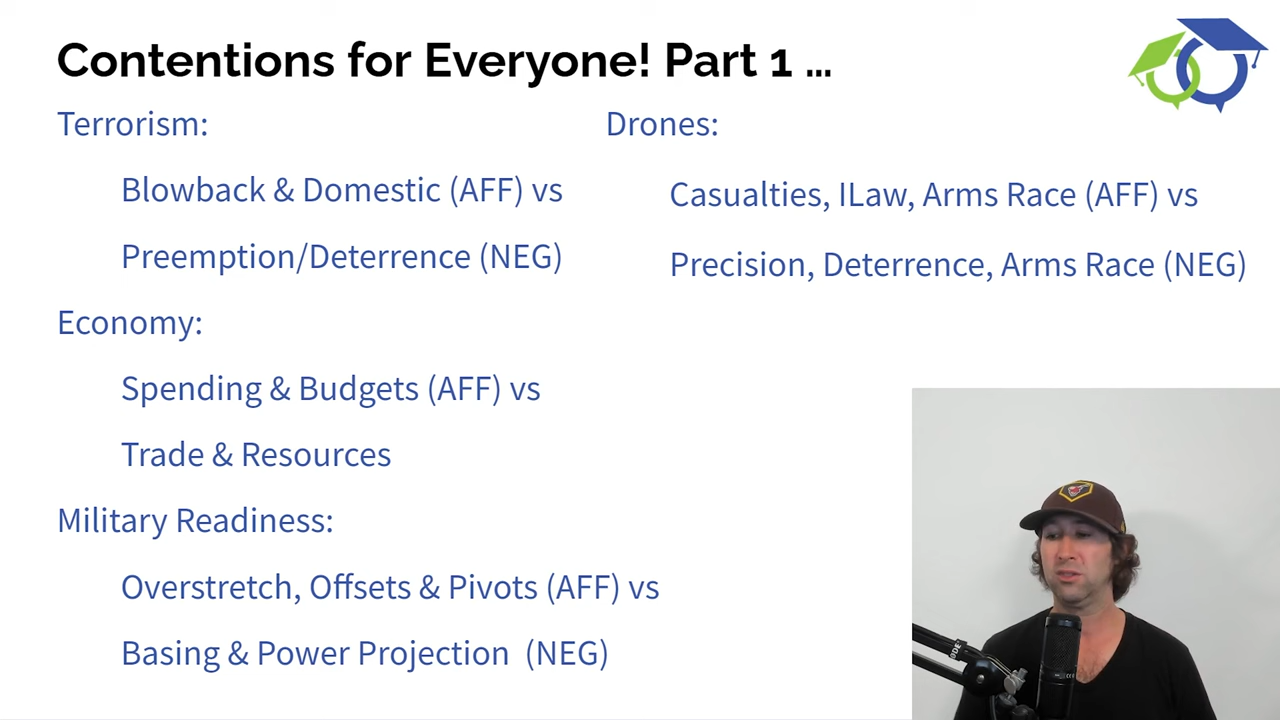 Contentions for Everyone! Part 1 ...
Terrorism:
Blowback & Domestic (AFF) vs
Preemption/Deterrence (NEG)
Economy:
Spending & Budgets (AFF) vs
Trade & Resources
Military Readiness:
Overstretch, Offsets & Pivots (AFF) vs
Basing & Power Projection (NEG)
Drones:
Casualties, ILaw, Arms Race (AFF) vs
Precision, Deterrence, Arms Race (NEG)